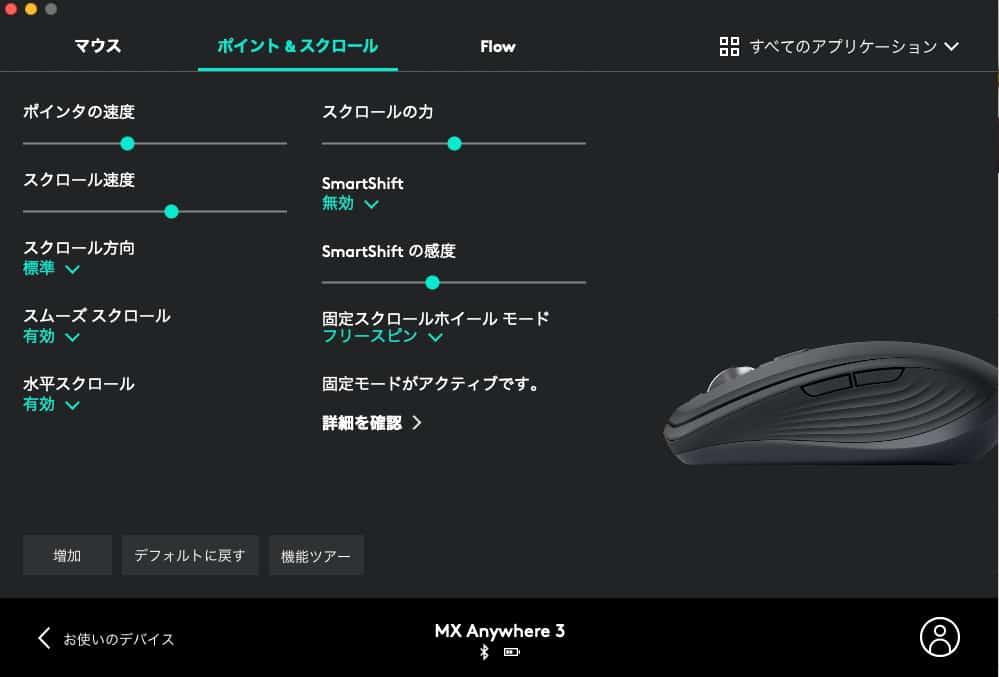 マウス
ポイント & スクロール
Flow
すべてのアプリケーション
ポインタの速度
スクロール速度
スクロール方向
標準
スムーズ スクロール
有効
水平スクロール
有効
スクロールの力
SmartShift
無効
SmartShift の感度
固定スクロールホイール モード
フリースピン
固定モードがアクティブです。
詳細を確認
増加
デフォルトに戻す
機能ツアー
お使いのデバイス
MX Anywhere 3